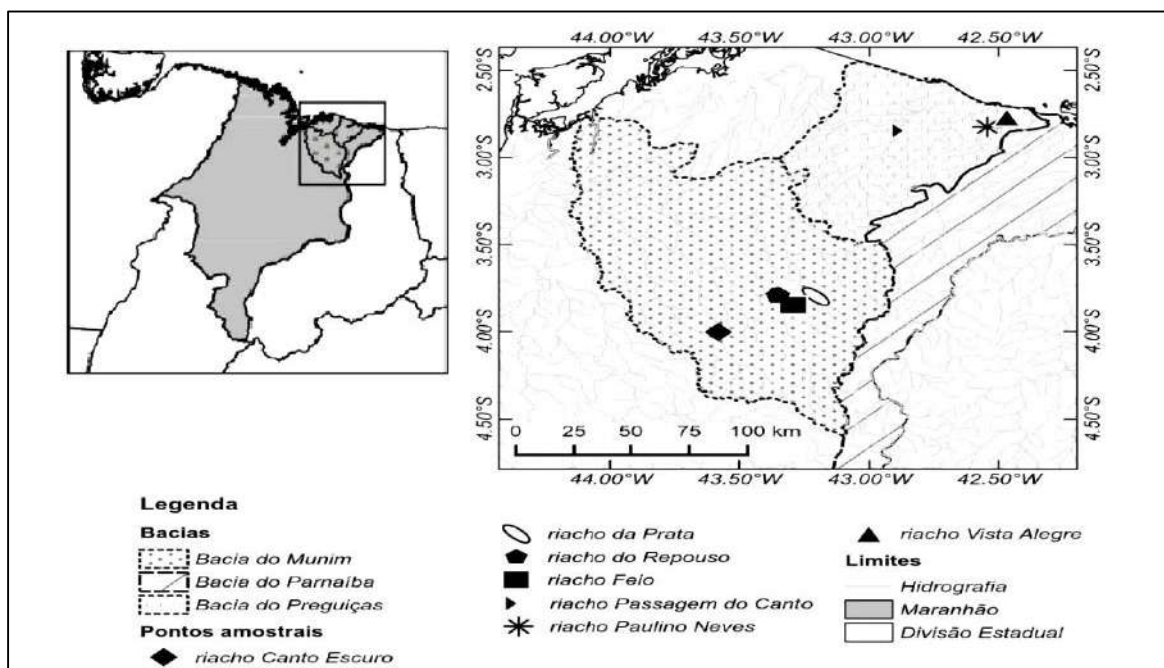 44.00°W 43.50°W 43.00°W 42.50°W
2.50°S 2.50°S
3.00°S 3.00°S
3.50°S 3.50°S
4.00°S 4.00°S
4.50°S 4.50°S
0 25 50 75 100 km
44.00°W 43.50°W 43.00°W 42.50°W
Legenda
Bacias
Bacia do Munim
Bacia do Parnaíba
Bacia do Preguiças
Pontos amostrais
riacho Canto Escuro
riacho da Prata
riacho do Repouso
riacho Feio
riacho Passagem do Canto
riacho Paulino Neves
riacho Vista Alegre
Limites
Hidrografia
Maranhão
Divisão Estadual